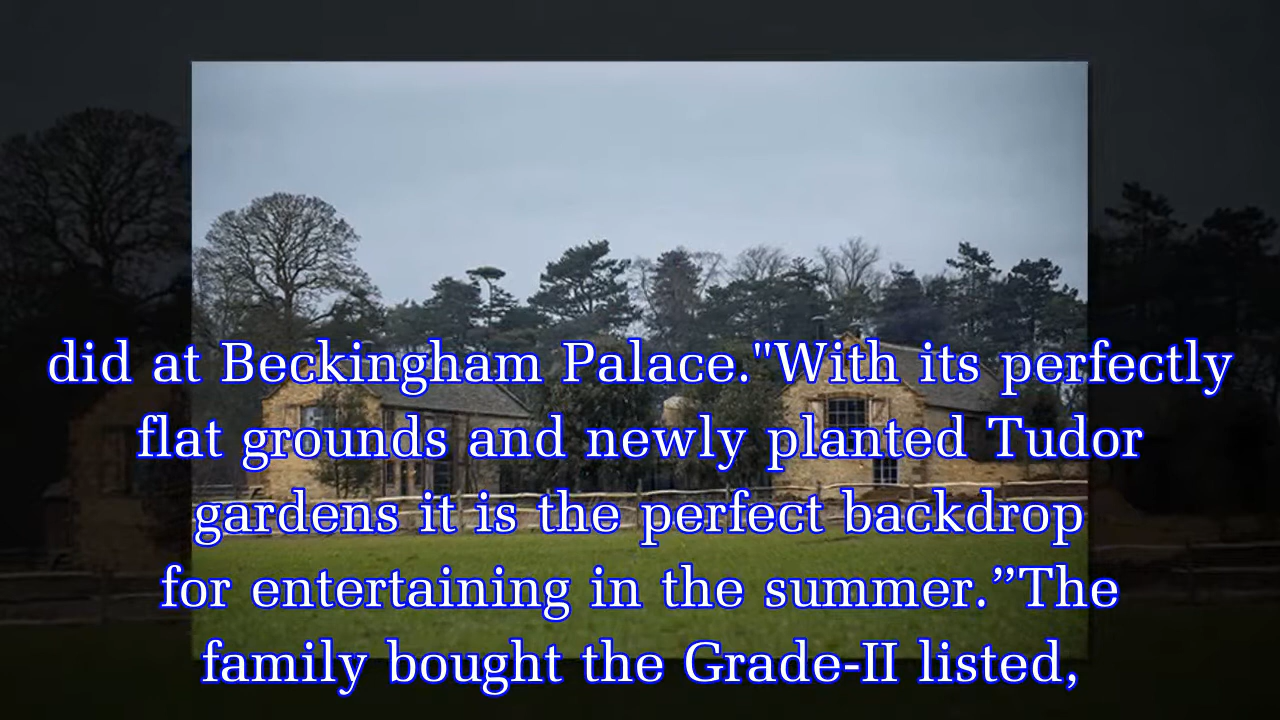 did at Beckingham Palace."With its perfectly
flat grounds and newly planted Tudor
gardens it is the perfect backdrop
for entertaining in the summer.”The
family bought the Grade-II listed,